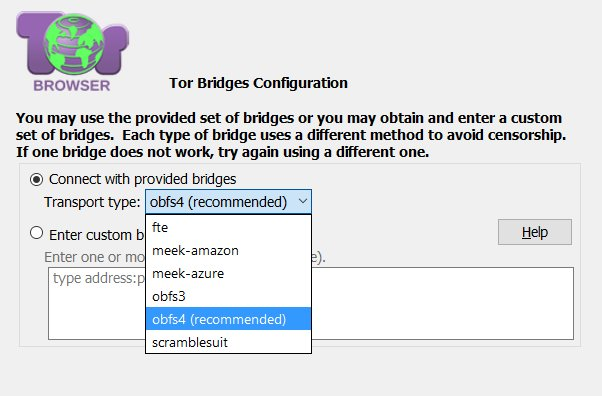 Tor
BROWSER
Tor Bridges Configuration
You may use the provided set of bridges or you may obtain and enter a custom
set of bridges.  Each type of bridge uses a different method to avoid censorship.
If one bridge does not work, try again using a different one.
Connect with provided bridges
Transport type: obfs4 (recommended)
fte
meek-amazon
meek-azure
obfs3
obfs4 (recommended)
scramblesuit
Enter custom b
Help
Enter one or mo e).
type address:p